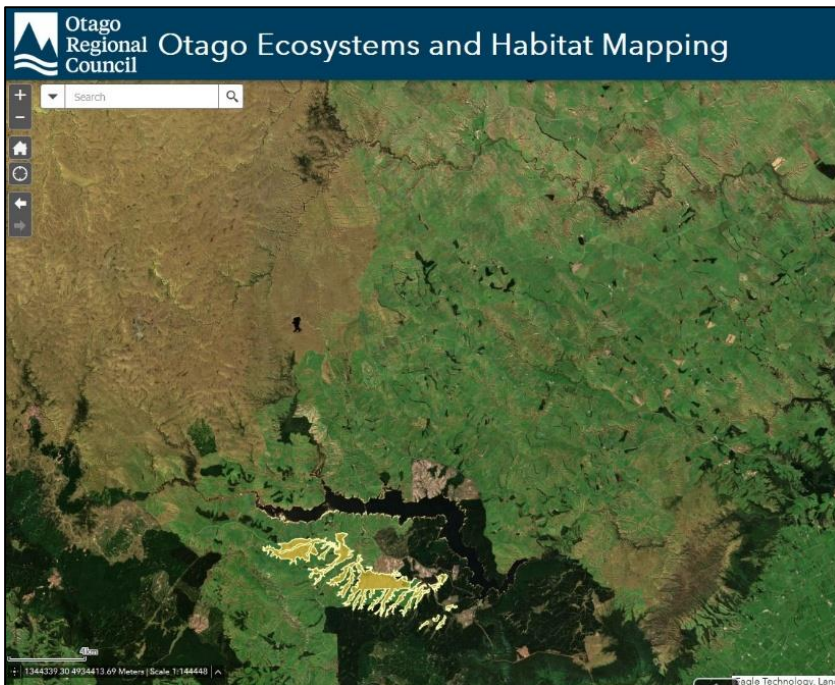 Otago
Regional
Council
Otago Ecosystems and Habitat Mapping
+
Search
−
4km
1344339.30 4934413.69 Meters | Scale 1:144448
Eagle Technology, Lan